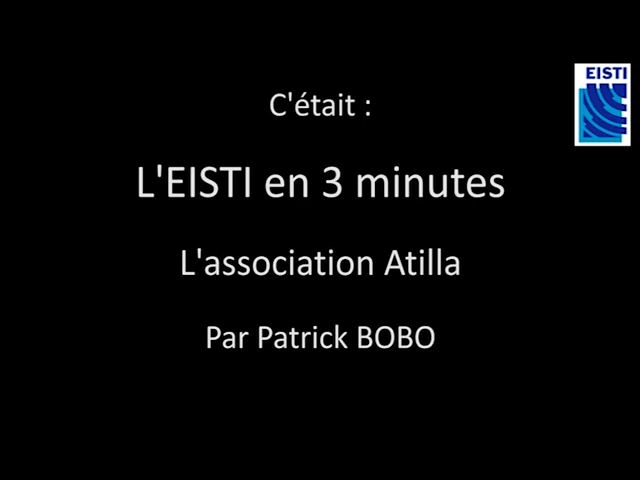 EISTI
C'était :
L'EISTI en 3 minutes
L'association Atilla
Par Patrick BOBO